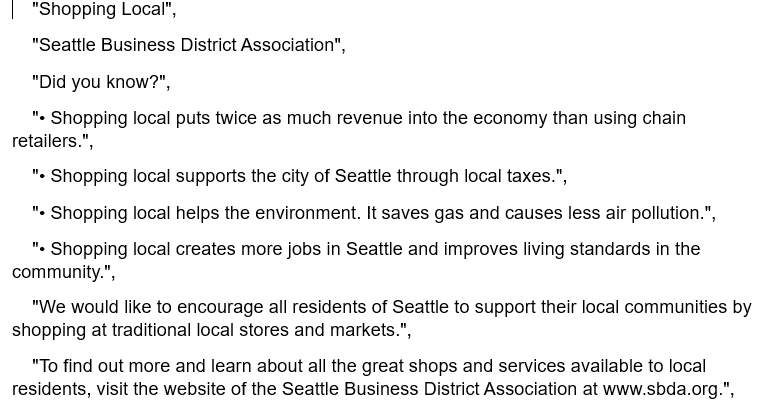 "Shopping Local",
"Seattle Business District Association",
"Did you know?",
"• Shopping local puts twice as much revenue into the economy than using chain
retailers.",
"• Shopping local supports the city of Seattle through local taxes.",
"• Shopping local helps the environment. It saves gas and causes less air pollution.",
"• Shopping local creates more jobs in Seattle and improves living standards in the
community.",
"We would like to encourage all residents of Seattle to support their local communities by
shopping at traditional local stores and markets.",
"To find out more and learn about all the great shops and services available to local
residents, visit the website of the Seattle Business District Association at www.sbda.org.",